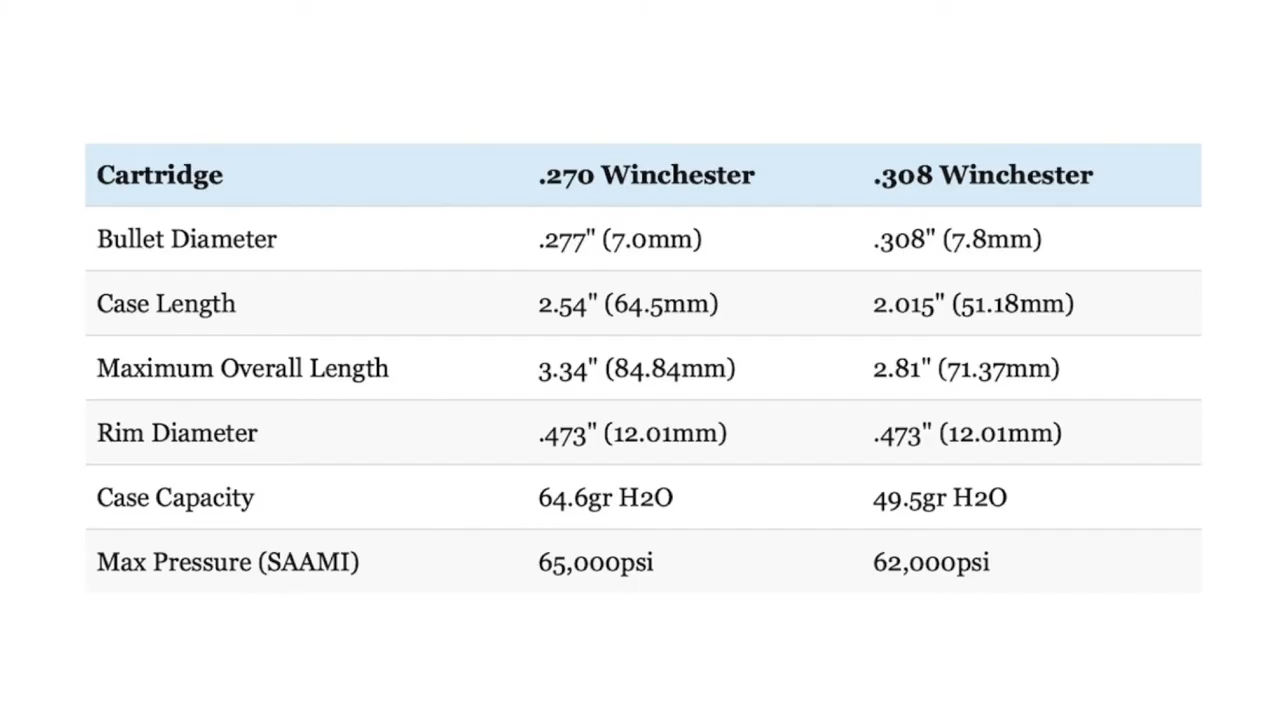 Cartridge .270 Winchester .308 Winchester
Bullet Diameter .277" (7.0mm) .308" (7.8mm)
Case Length 2.54" (64.5mm) 2.015" (51.18mm)
Maximum Overall Length 3.34" (84.84mm) 2.81" (71.37mm)
Rim Diameter .473" (12.01mm) .473" (12.01mm)
Case Capacity 64.6gr H2O 49.5gr H2O
Max Pressure (SAAMI) 65,000psi 62,000psi